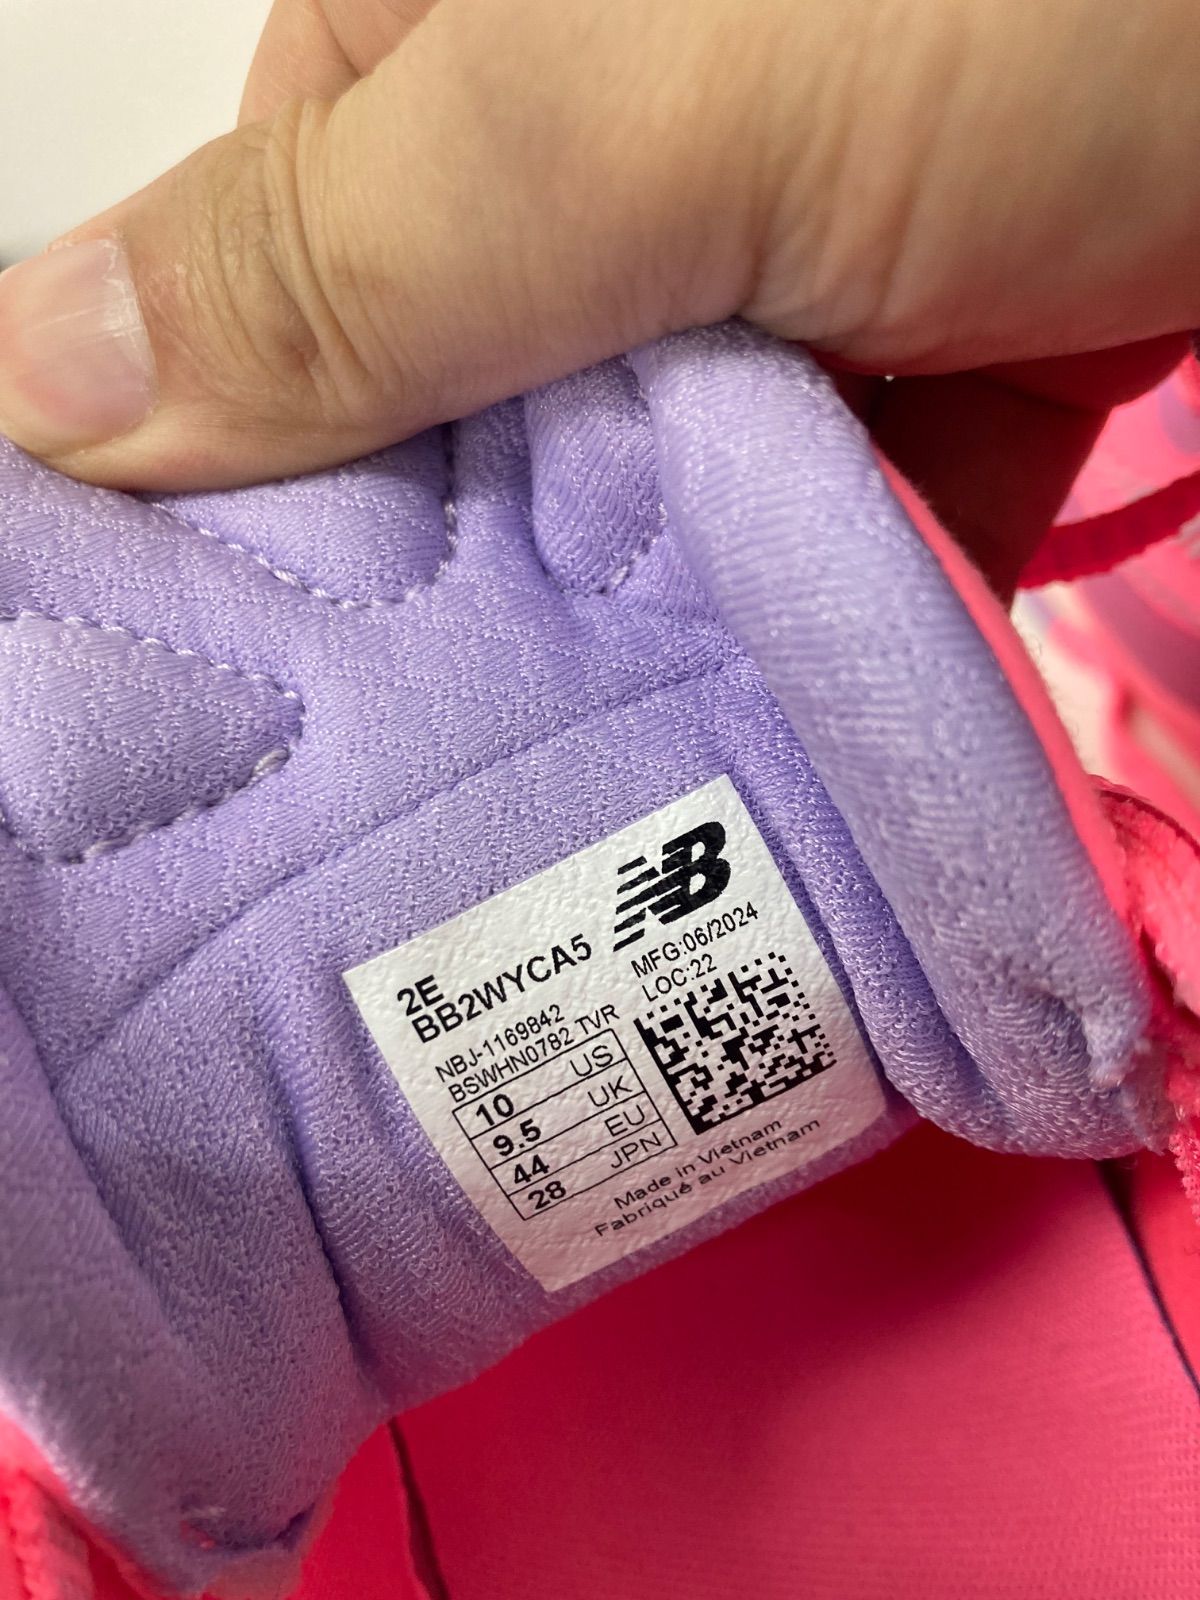 NB
2E
BB2WYCA5
MFG:06/2024
LOC:22
NBJ-1169842
BSWHN0782 TVR
10 US
9.5 UK
44 EU
28 JPN
Made in Vietnam
Fabriqué au Vietnam